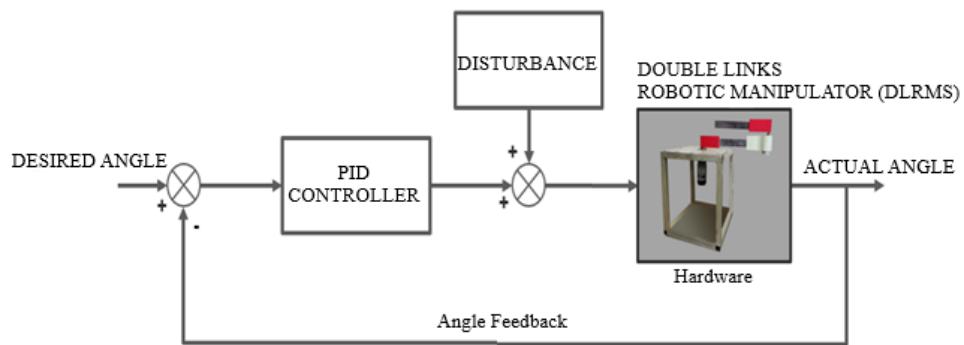 DISTURBANCE
DOUBLE LINKS
ROBOTIC MANIPULATOR (DLRMS)
DESIRED ANGLE
PID
CONTROLLER
ACTUAL ANGLE
+
+
+
-
Hardware
Angle Feedback